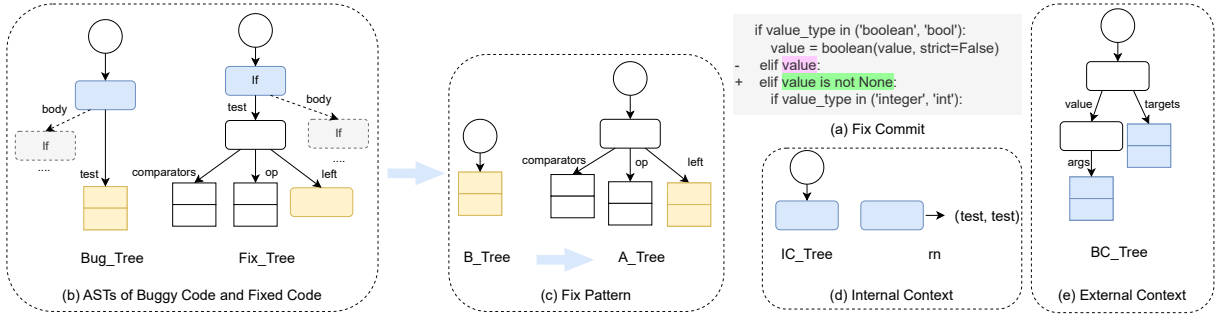 body
If
....
test
Bug_Tree
If
test
body
If
....
comparators
op
left
Fix_Tree
(b) ASTs of Buggy Code and Fixed Code
B_Tree
comparators
op
left
A_Tree
(c) Fix Pattern
if value_type in ('boolean', 'bool'):
value = boolean(value, strict=False)
- elif value:
+ elif value is not None:
if value_type in ('integer', 'int'):
(a) Fix Commit
IC_Tree
(test, test)
rn
(d) Internal Context
value
targets
args
BC_Tree
(e) External Context